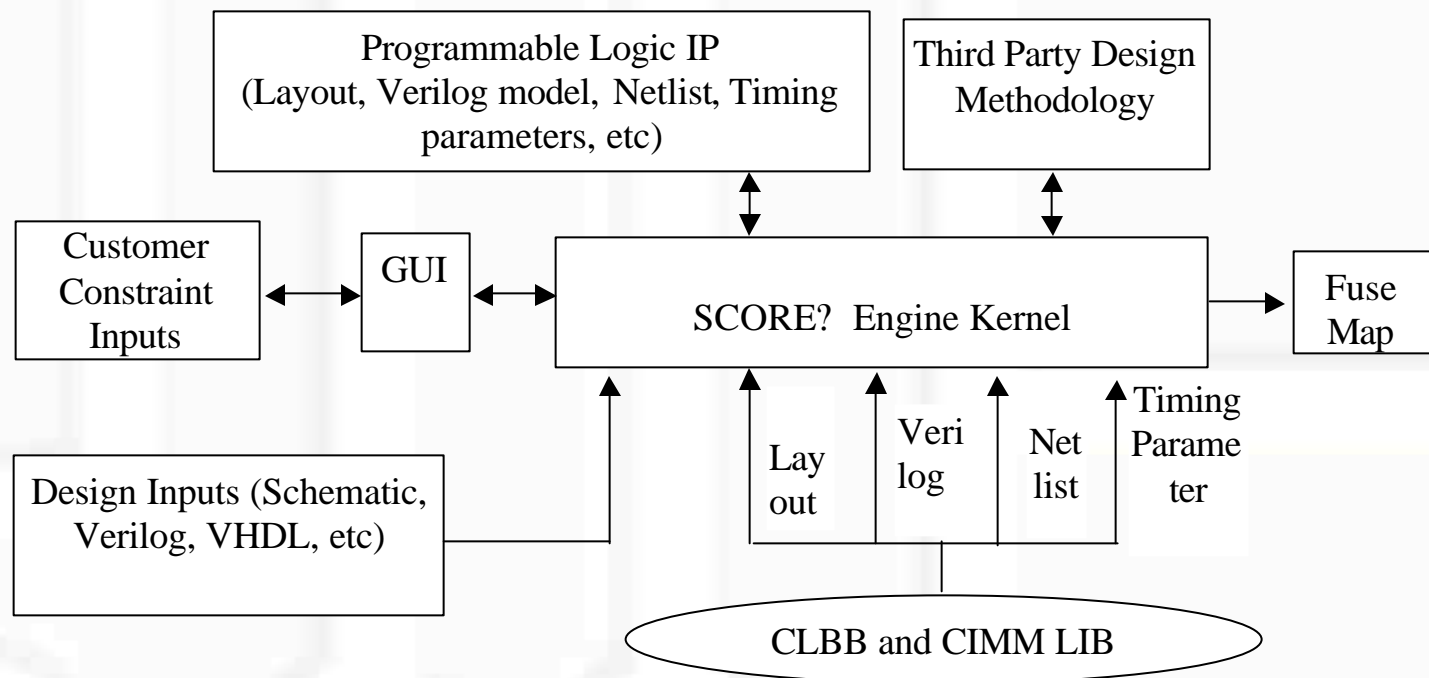 Programmable Logic IP
(Layout, Verilog model, Netlist, Timing
parameters, etc)
Third Party Design
Methodology
Customer
Constraint
Inputs
GUI
SCORE? Engine Kernel
Fuse
Map
Design Inputs (Schematic,
Verilog, VHDL, etc)
Lay
out
Veri
log
Net
list
Timing
Parame
ter
CLBB and CIMM LIB